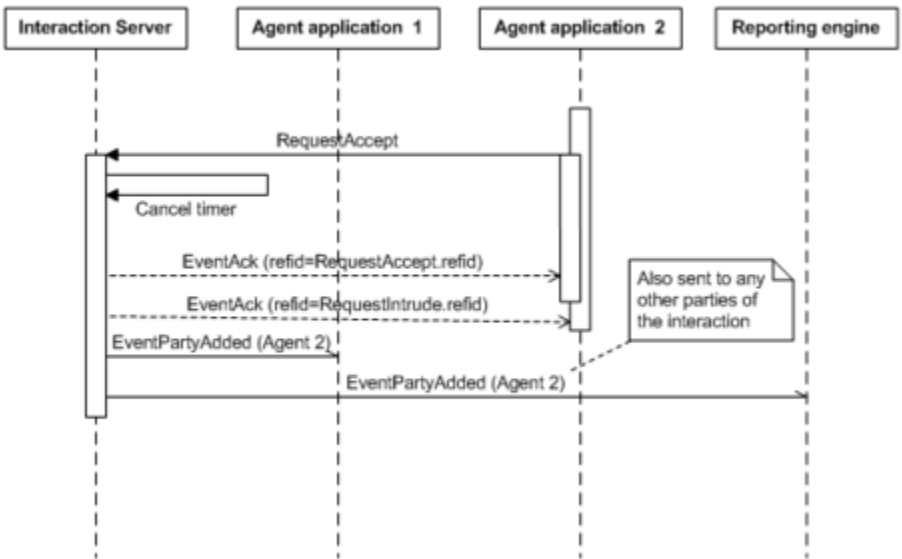 Interaction Server
Agent application 1
Agent application 2
Reporting engine
RequestAccept
Cancel timer
EventAck (refid=RequestAccept.refid)
EventAck (refid=RequestIntrude.refid)
Also sent to any
other parties of
the interaction
EventPartyAdded (Agent 2)
EventPartyAdded (Agent 2)